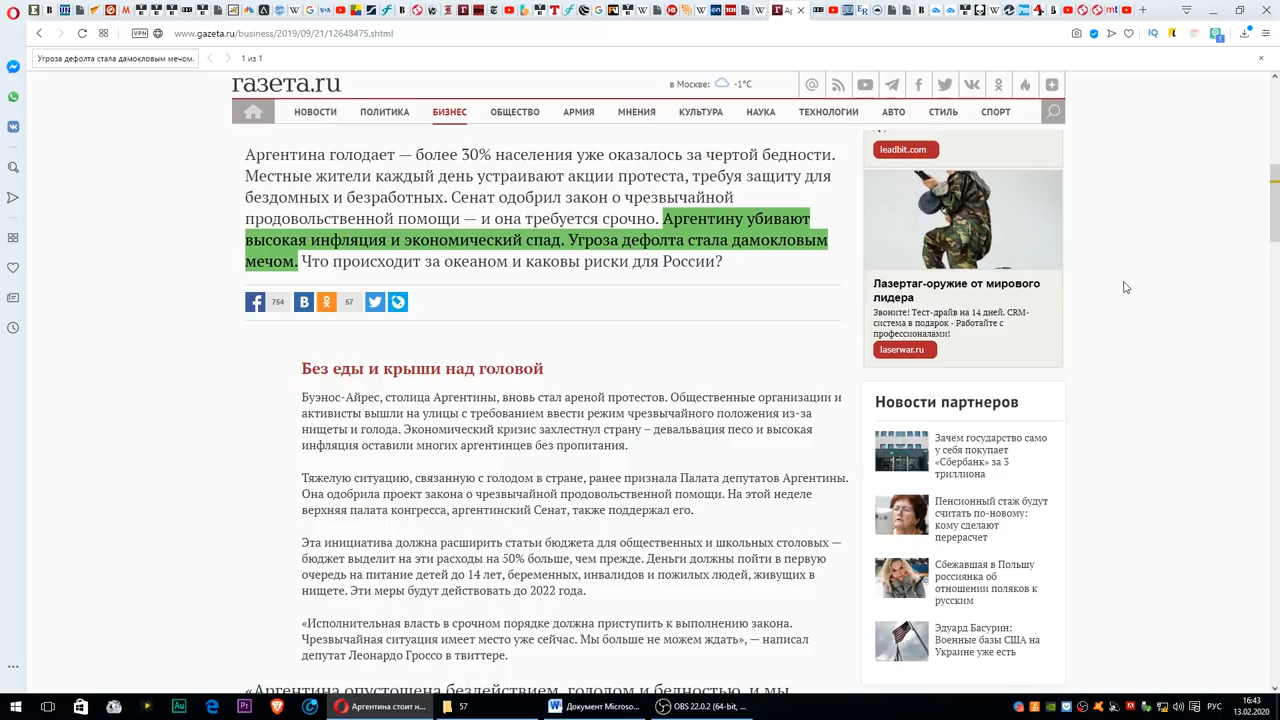 www.gazeta.ru/business/2019/09/21/12648475.shtml
VPN
Угроза дефолта стала дамокловым мечом.
1 из 1
газета.ru
в Москве:
-1°C
НОВОСТИ
ПОЛИТИКА
БИЗНЕС
ОБЩЕСТВО
АРМИЯ
МНЕНИЯ
КУЛЬТУРА
НАУКА
ТЕХНОЛОГИИ
АВТО
СТИЛЬ
СПОРТ
Аргентина голодает — более 30% населения уже оказалось за чертой бедности.
Местные жители каждый день устраивают акции протеста, требуя защиту для
бездомных и безработных. Сенат одобрил закон о чрезвычайной
продовольственной помощи — и она требуется срочно. Аргентину убивают
высокая инфляция и экономический спад. Угроза дефолта стала дамокловым
мечом. Что происходит за океаном и каковы риски для России?
754
57
Без еды и крыши над головой
Буэнос-Айрес, столица Аргентины, вновь стал ареной протестов. Общественные организации и
активисты вышли на улицы с требованием ввести режим чрезвычайного положения из-за
нищеты и голода. Экономический кризис захлестнул страну – девальвация песо и высокая
инфляция оставили многих аргентинцев без пропитания.
Тяжелую ситуацию, связанную с голодом в стране, ранее признала Палата депутатов Аргентины.
Она одобрила проект закона о чрезвычайной продовольственной помощи. На этой неделе
верхняя палата конгресса, аргентинский Сенат, также поддержал его.
Эта инициатива должна расширить статьи бюджета для общественных и школьных столовых —
бюджет выделит на эти расходы на 50% больше, чем прежде. Деньги должны пойти в первую
очередь на питание детей до 14 лет, беременных, инвалидов и пожилых людей, живущих в
нищете. Эти меры будут действовать до 2022 года.
«Исполнительная власть в срочном порядке должна приступить к выполнению закона.
Чрезвычайная ситуация имеет место уже сейчас. Мы больше не можем ждать», — написал
депутат Леонардо Гроссо в твиттере.
«Аргентина опустошена бездействием, голодом и бедностью, и мы
leadbit.com
Лазертаг-оружие от мирового
лидера
Звоните! Тест-драйв на 14 дней. CRM-
система в подарок - Работайте с
профессионалами!
laserwar.ru
Новости партнеров
Зачем государство само
у себя покупает
«Сбербанк» за 3
триллиона
Пенсионный стаж будут
считать по-новому:
кому сделают
перерасчет
Сбежавшая в Польшу
россиянка об
отношении поляков к
русским
Эдуард Басурин:
Военные базы США на
Украине уже есть
Аргентина стоит н...
57
Документ Microso...
OBS 22.0.2 (64-bit, ...
РУС
16:43
13.02.2020